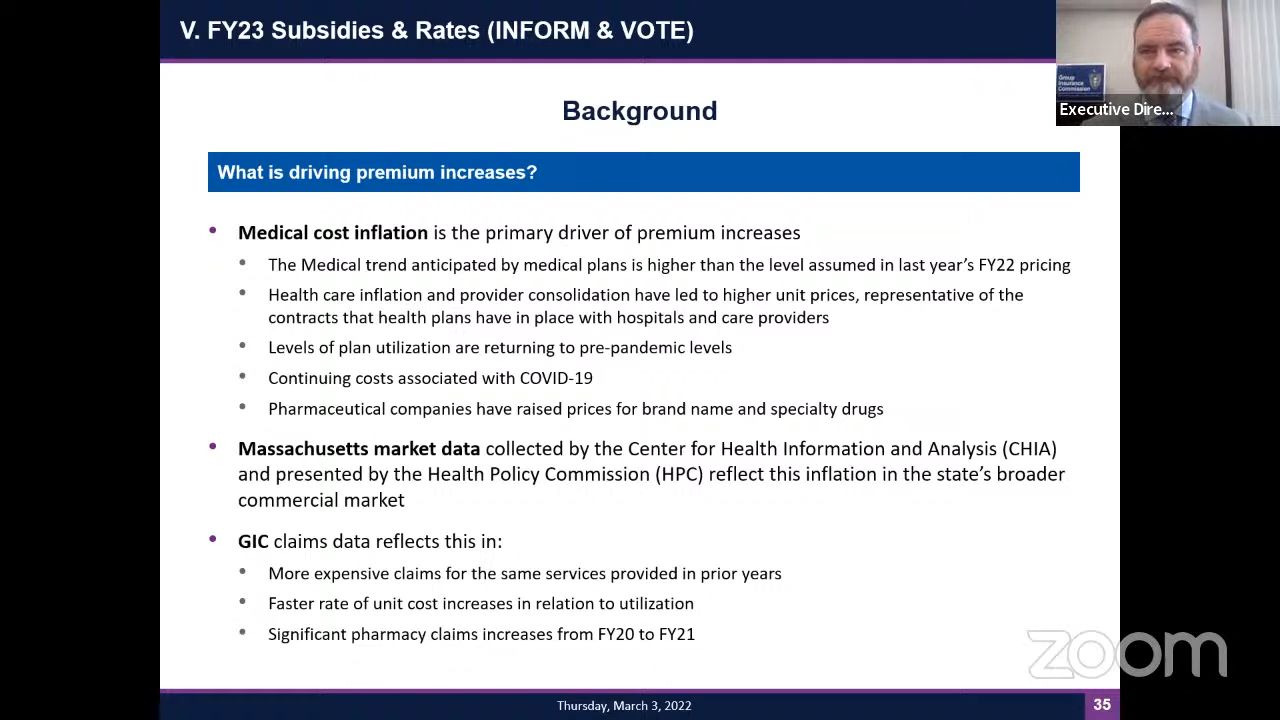 V. FY23 Subsidies & Rates (INFORM & VOTE)
Group
Insurance
Commission
Executive Dire...
Background
What is driving premium increases?
• Medical cost inflation is the primary driver of premium increases
• The Medical trend anticipated by medical plans is higher than the level assumed in last year’s FY22 pricing
• Health care inflation and provider consolidation have led to higher unit prices, representative of the
contracts that health plans have in place with hospitals and care providers
• Levels of plan utilization are returning to pre-pandemic levels
• Continuing costs associated with COVID-19
• Pharmaceutical companies have raised prices for brand name and specialty drugs
• Massachusetts market data collected by the Center for Health Information and Analysis (CHIA)
and presented by the Health Policy Commission (HPC) reflect this inflation in the state’s broader
commercial market
• GIC claims data reflects this in:
• More expensive claims for the same services provided in prior years
• Faster rate of unit cost increases in relation to utilization
• Significant pharmacy claims increases from FY20 to FY21
zoom
Thursday, March 3, 2022
35